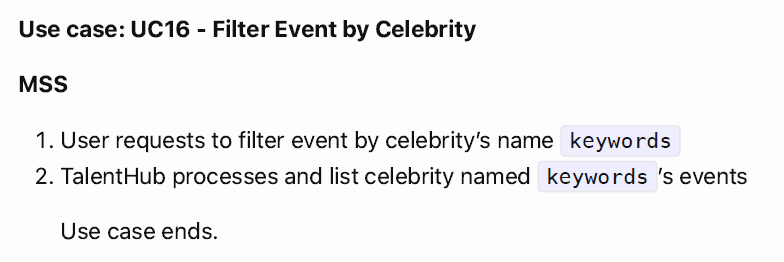 Use case: UC16 - Filter Event by Celebrity
MSS
1. User requests to filter event by celebrity’s name keywords
2. TalentHub processes and list celebrity named keywords’s events
Use case ends.